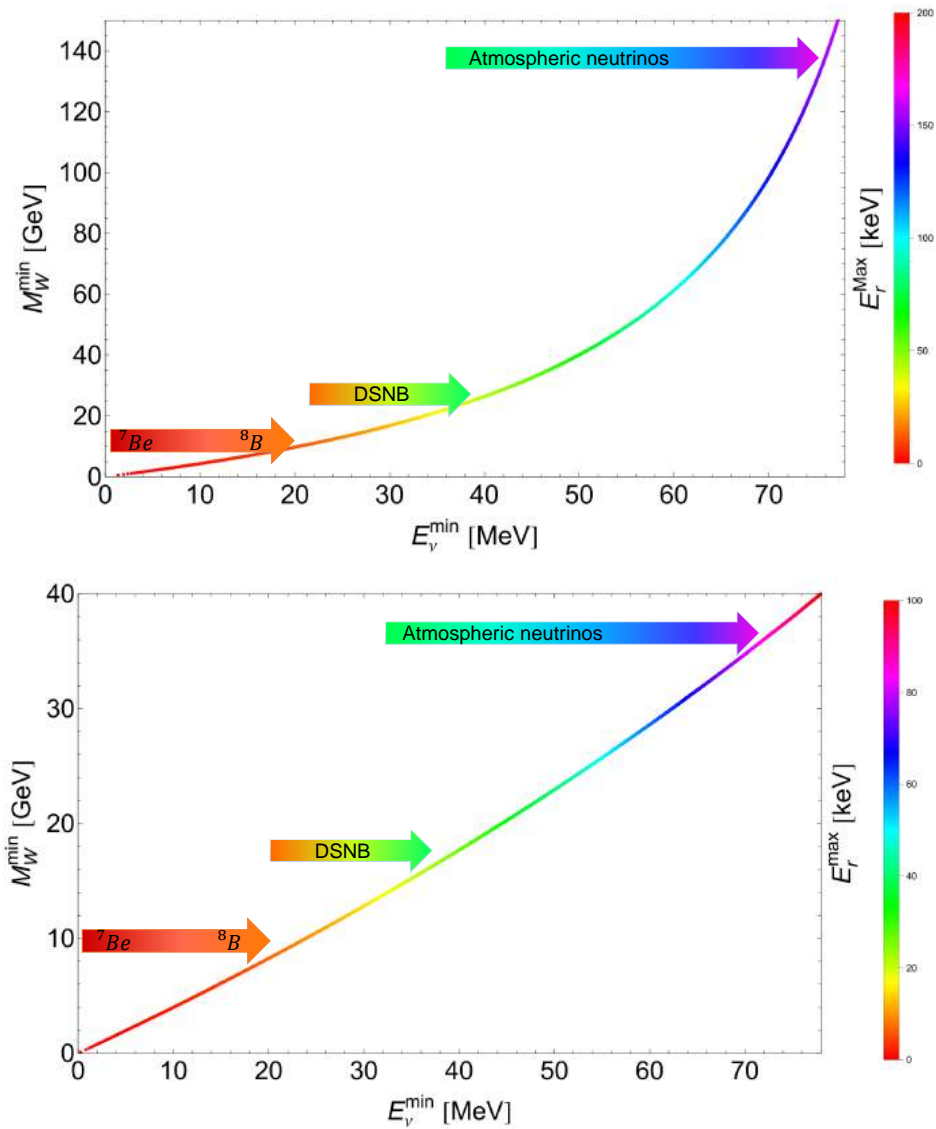 140
120
100
80
60
40
20
0
M_W^min [GeV]
Atmospheric neutrinos
DSNB
⁷Be ⁸B
0 10 20 30 40 50 60 70
E_ν^min [MeV]
200
150
100
50
0
E_r^Max [keV]
40
30
20
10
0
M_W^min [GeV]
Atmospheric neutrinos
DSNB
⁷Be ⁸B
0 10 20 30 40 50 60 70
E_ν^min [MeV]
100
80
60
40
20
0
E_r^max [keV]